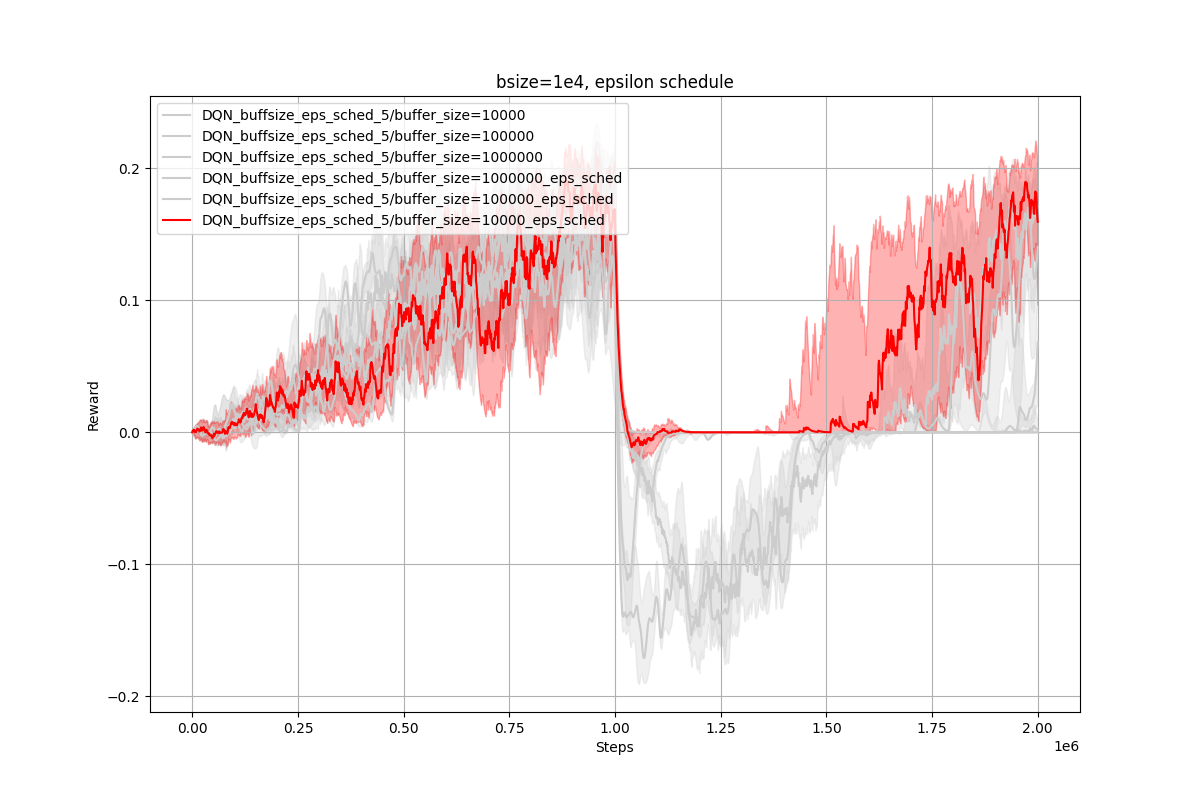 bsize=1e4, epsilon schedule
DQN_buffsize_eps_sched_5/buffer_size=10000
DQN_buffsize_eps_sched_5/buffer_size=100000
DQN_buffsize_eps_sched_5/buffer_size=1000000
DQN_buffsize_eps_sched_5/buffer_size=1000000_eps_sched
DQN_buffsize_eps_sched_5/buffer_size=100000_eps_sched
DQN_buffsize_eps_sched_5/buffer_size=10000_eps_sched
Reward
0.2
0.1
0.0
−0.1
−0.2
0.00 0.25 0.50 0.75 1.00 1.25 1.50 1.75 2.00
Steps
1e6